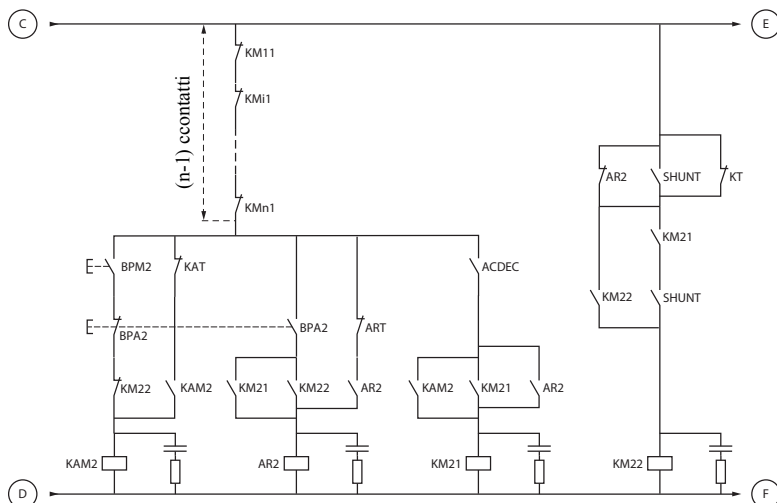 C
E
KM11
KMi1
(n-1) ccontatti
KMn1
AR2
SHUNT
KT
KM21
BPM2
KAT
ACDEC
KM22
SHUNT
BPA2
BPA2
ART
KM22
KAM2
KM21
KM22
AR2
KAM2
KM21
AR2
KAM2
AR2
KM21
KM22
D
F